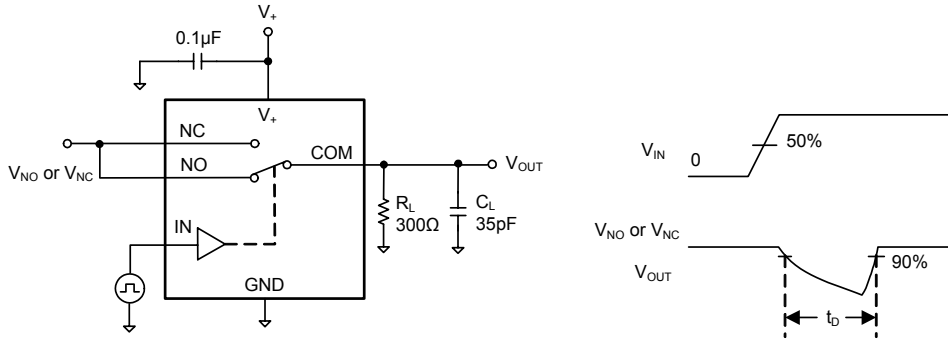 V+
0.1μF
V+
NC
NO
COM
VNO or VNC
VOUT
IN
RL
300Ω
CL
35pF
GND
VIN
0
50%
VNO or VNC
VOUT
90%
tD